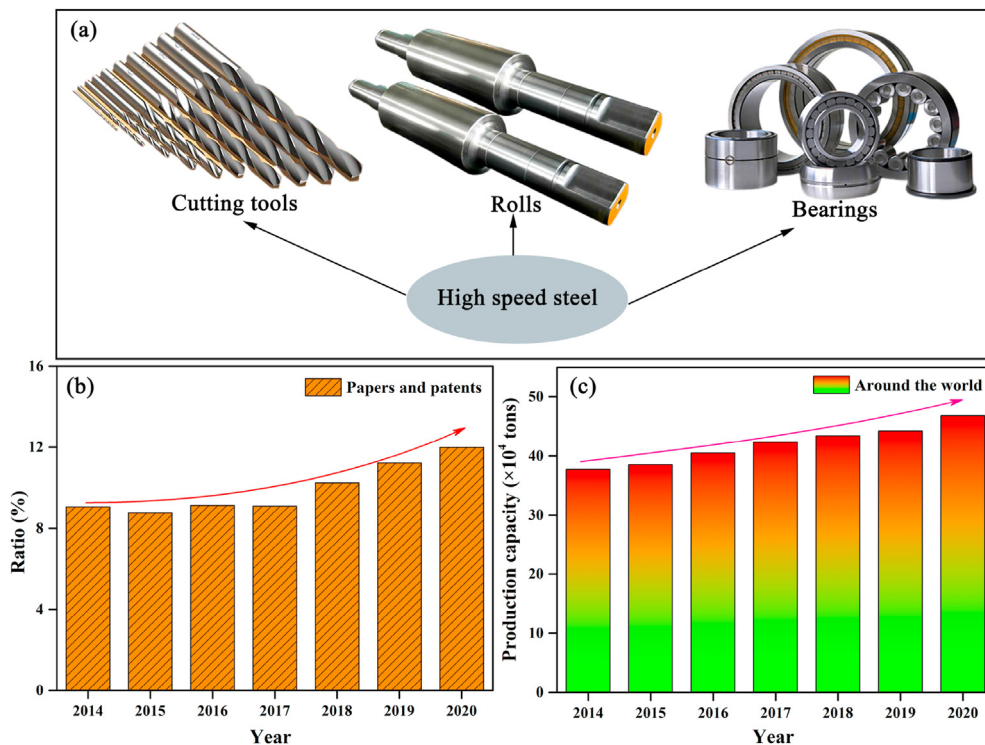 (a)
Cutting tools
Rolls
Bearings
High speed steel
(b)
Papers and patents
Ratio (%)
16
12
8
4
0
2014 2015 2016 2017 2018 2019 2020
Year
(c)
Around the world
Production capacity (×10⁴ tons)
50
40
30
20
10
0
2014 2015 2016 2017 2018 2019 2020
Year